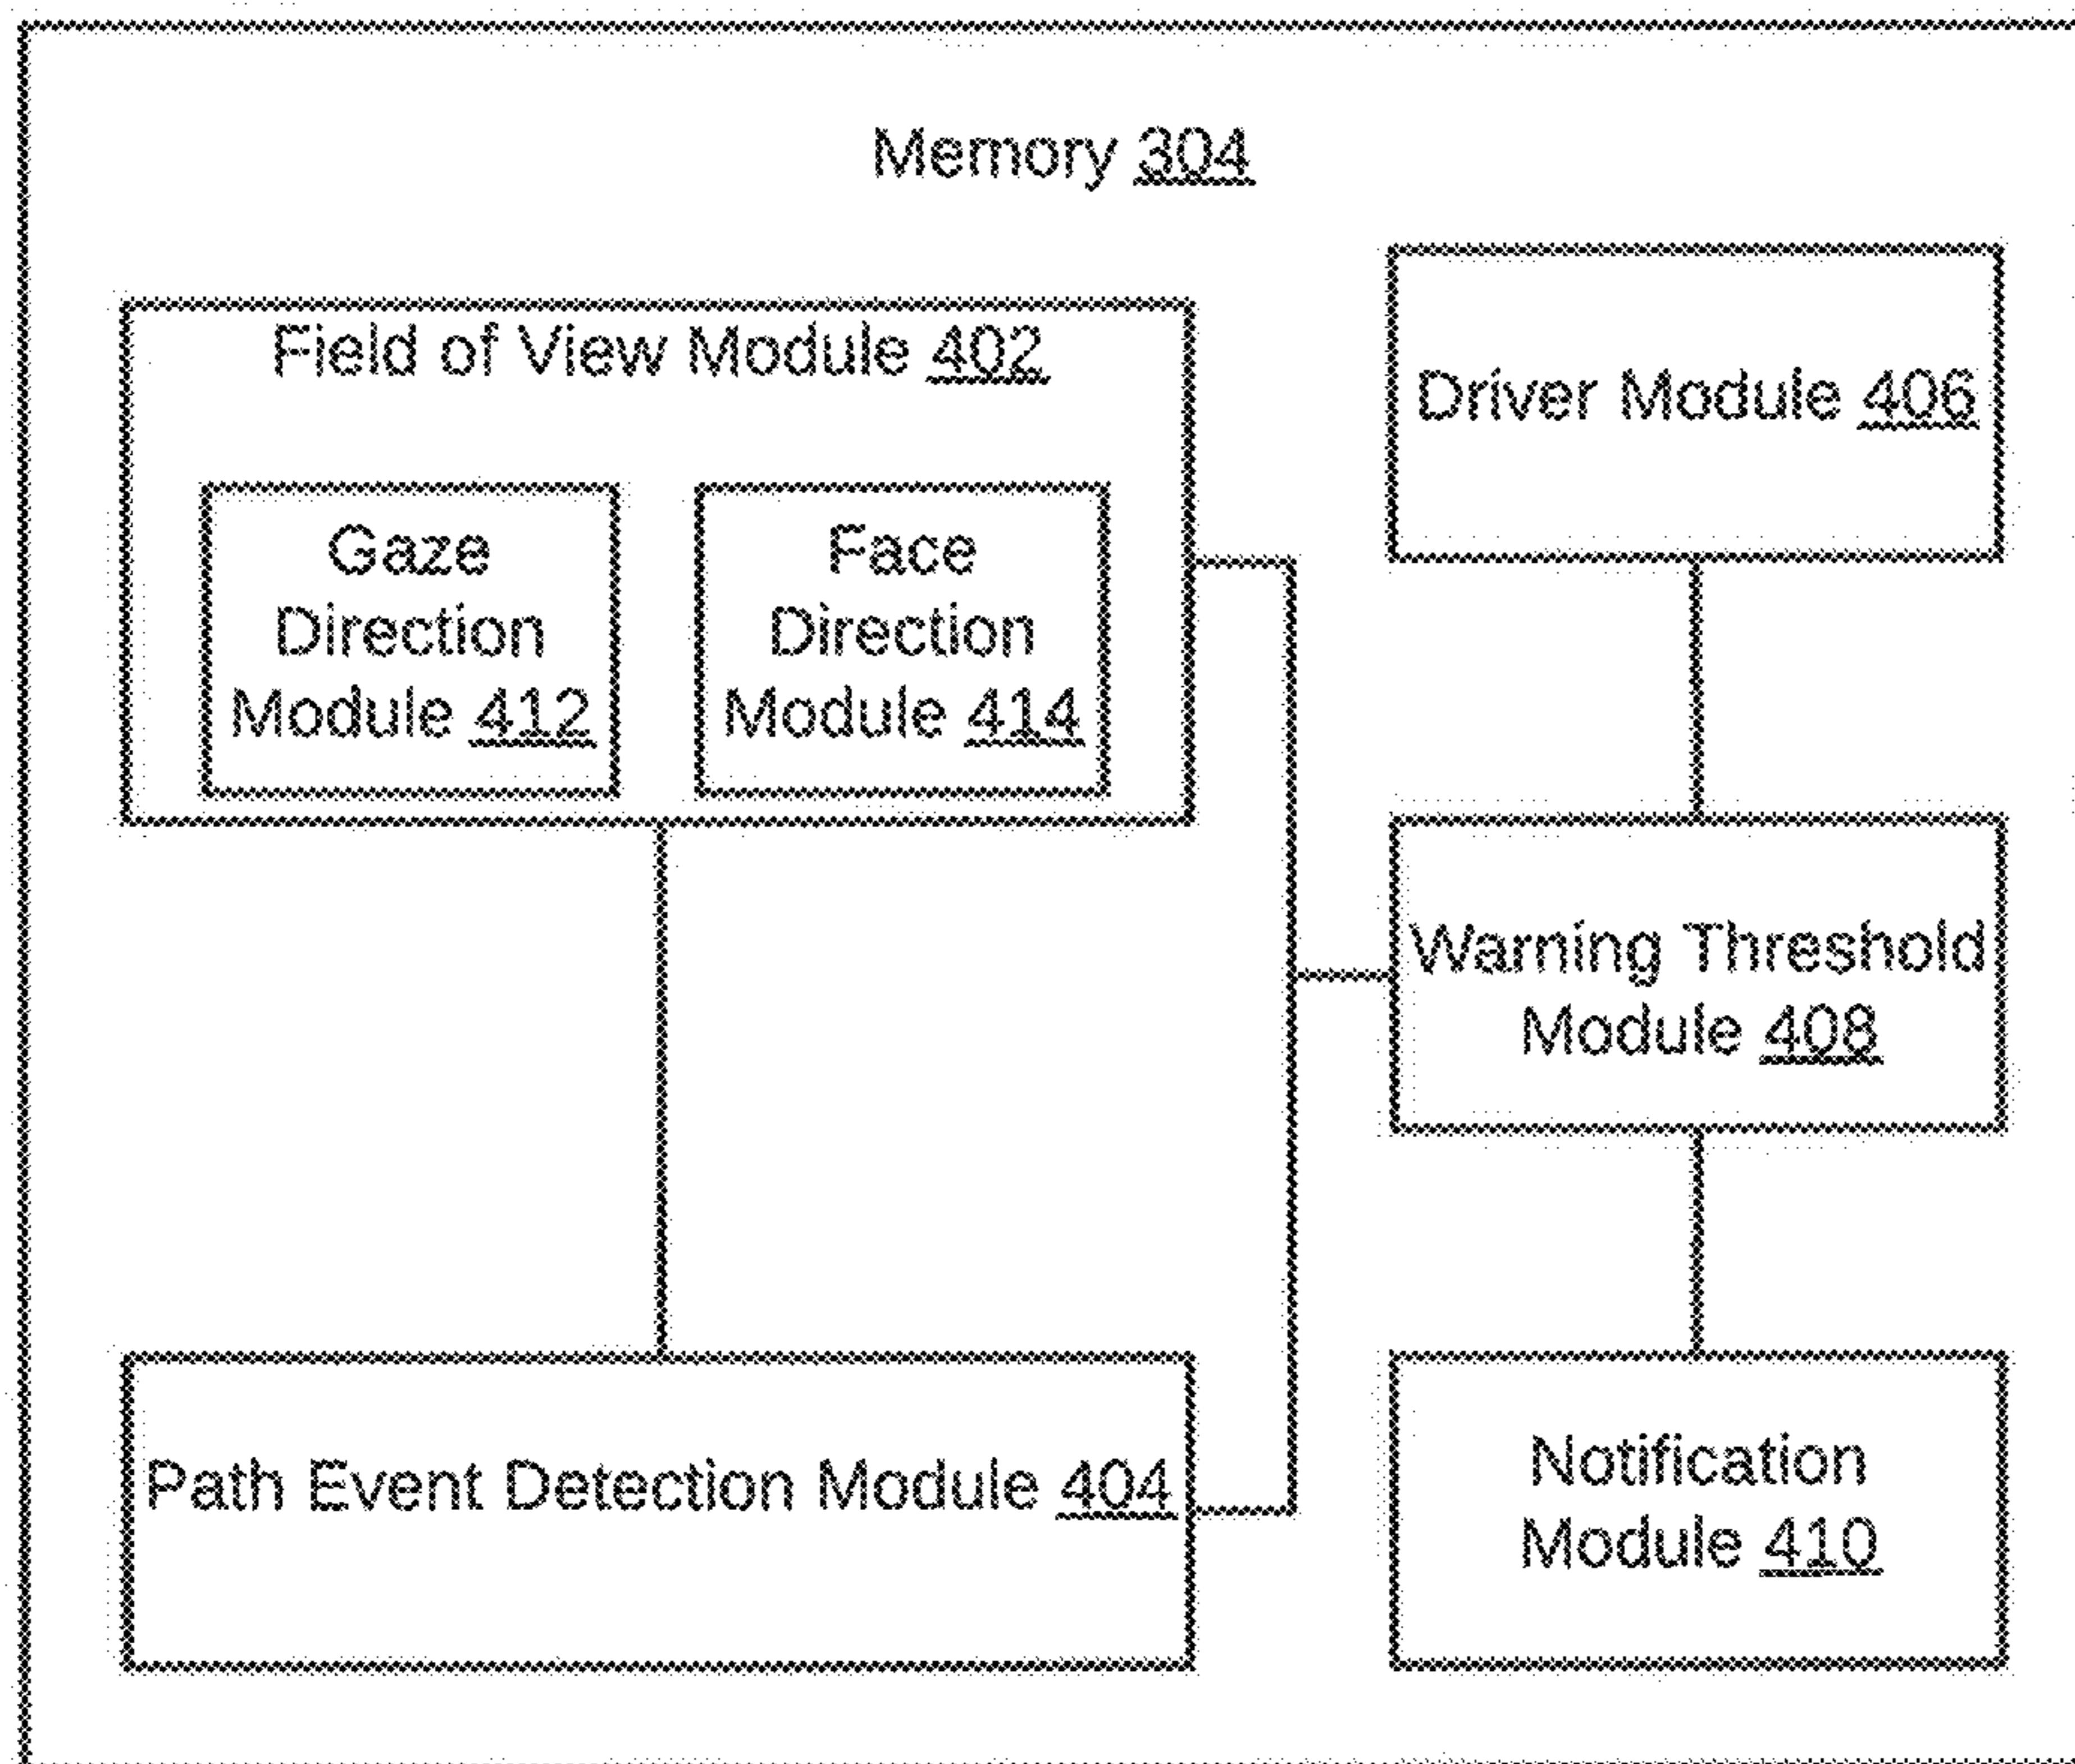 Memory 304
Field of View Module 402
Gaze
Direction
Module 412
Face
Direction
Module 414
Driver Module 406
Warning Threshold
Module 408
Path Event Detection Module 404
Notification
Module 410